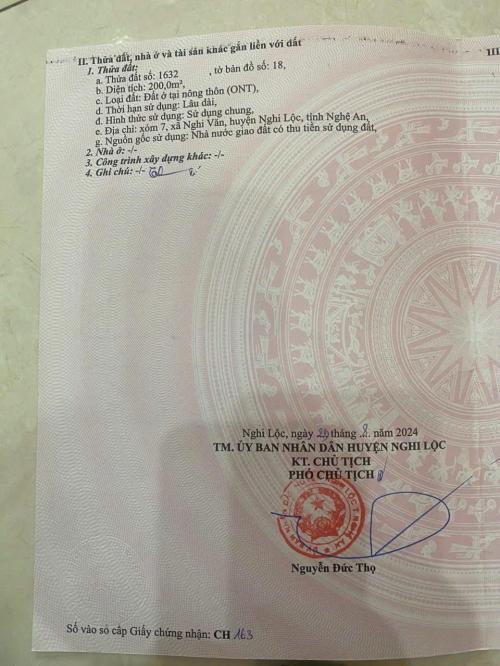 II. Thửa đất, nhà ở và tài sản khác gắn liền với đất
III
1. Thửa đất:
a. Thửa đất số: 1632 , tờ bản đồ số: 18,
b. Diện tích: 200,0m²,
c. Loại đất: Đất ở tại nông thôn (ONT),
d. Thời hạn sử dụng: Lâu dài,
đ. Hình thức sử dụng: Sử dụng chung,
e. Địa chỉ: xóm 7, xã Nghi Văn, huyện Nghi Lộc, tỉnh Nghệ An,
g. Nguồn gốc sử dụng: Nhà nước giao đất có thu tiền sử dụng đất,
2. Nhà ở: -/-
3. Công trình xây dựng khác: -/-
4. Ghi chú: -/-
Nghi Lộc, ngày tháng 8 năm 2024
TM. ỦY BAN NHÂN DÂN HUYỆN NGHI LỘC
KT. CHỦ TỊCH
PHÓ CHỦ TỊCH
Nguyễn Đức Thọ
Số vào sổ cấp Giấy chứng nhận: CH 163